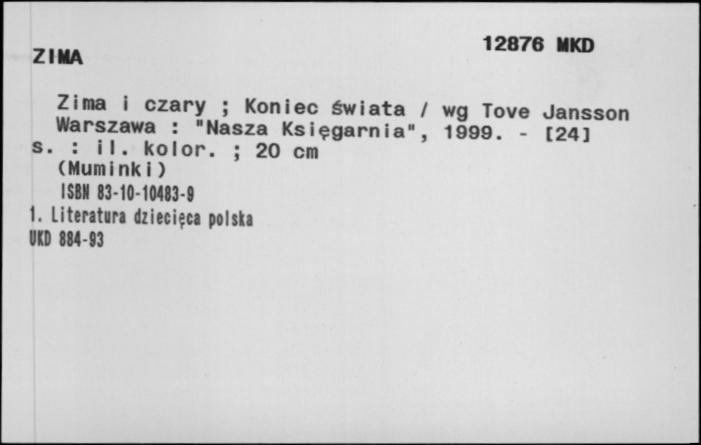 12876 MKD
ZIMA
Zima i czary ; Koniec świata / wg Tove Jansson
Warszawa : "Nasza Księgarnia", 1999. - [24]
s. : il. kolor. ; 20 cm
(Muminki)
ISBN 83-10-10483-9
1. Literatura dziecięca polska
UKD 884-93